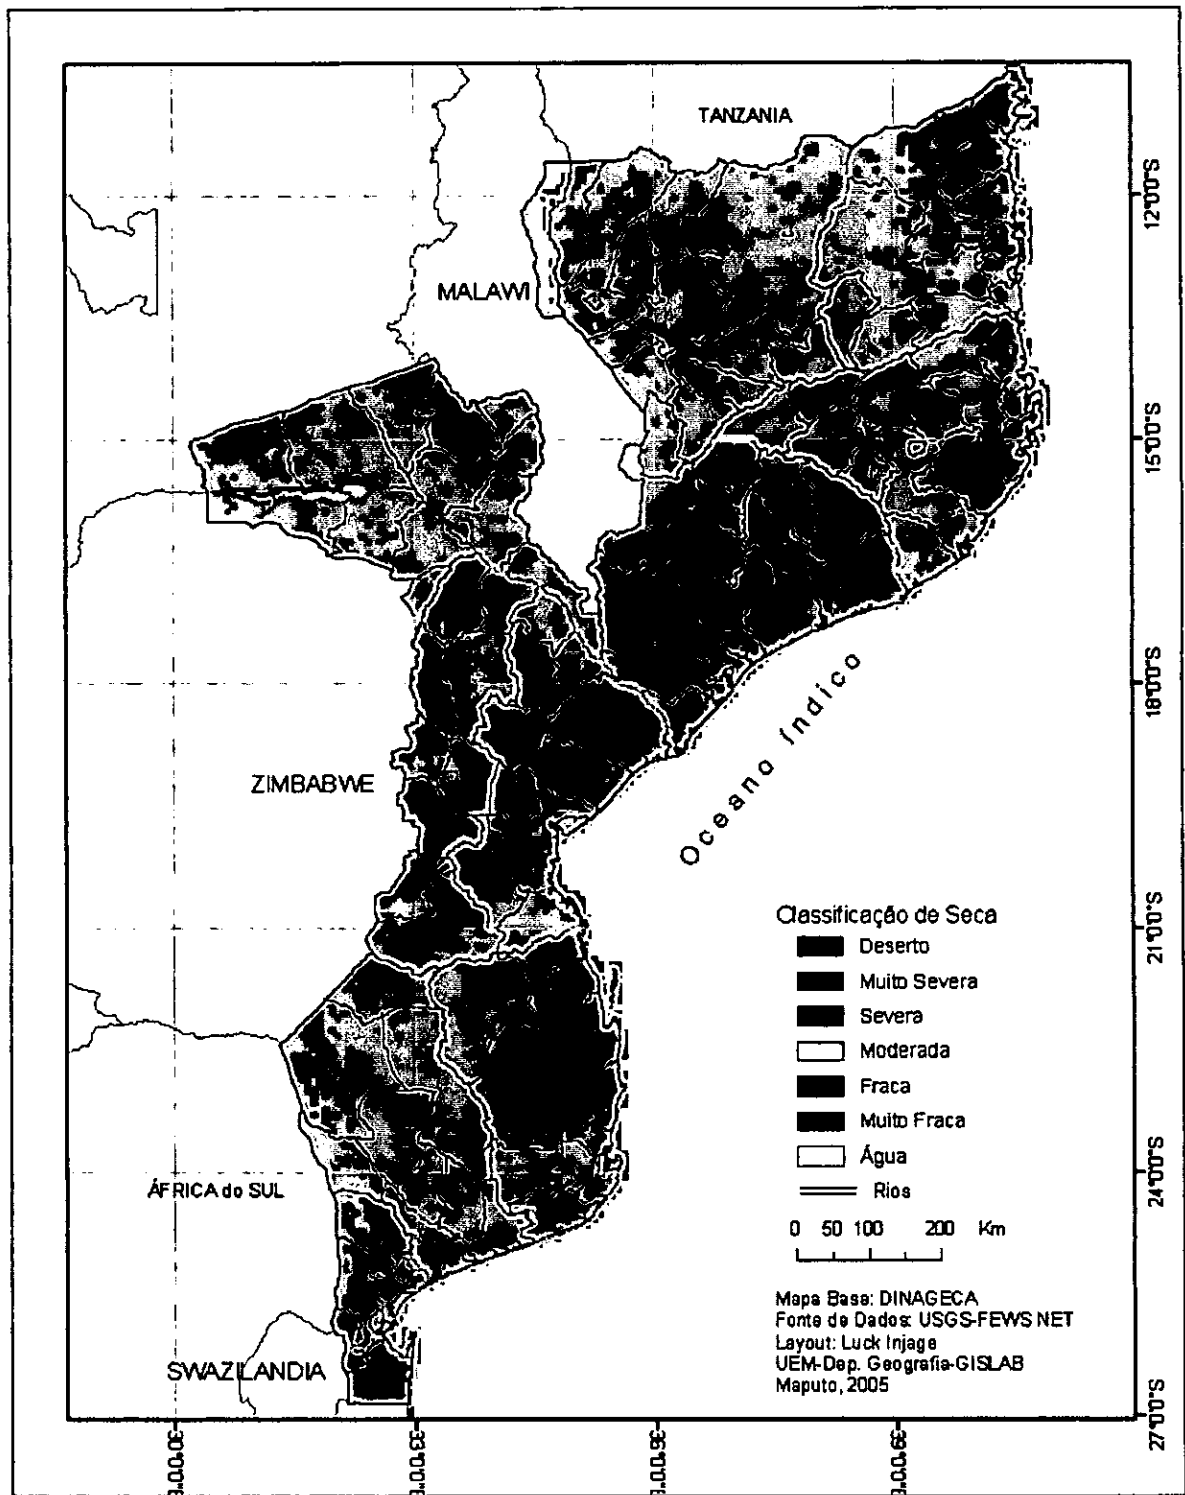 TANZANIA
12°0'0"S
MALAWI
15°0'0"S
18°0'0"S
Oceano Índico
ZIMBABWE
Classificação de Seca
21°0'0"S
Deserto
Muito Severa
Severa
Moderada
Fraca
Muito Fraca
Água
Rios
ÁFRICA do SUL
24°0'0"S
0 50 100 200 Km
Mapa Base: DINAGECA
Fonte de Dados: USGS-FEWS NET
Layout: Luck Injage
UEM-Dep. Geografia-GISLAB
Maputo, 2005
SWAZILANDIA
27°0'0"S
30°0'0"E 33°0'0"E 36°0'0"E 39°0'0"E